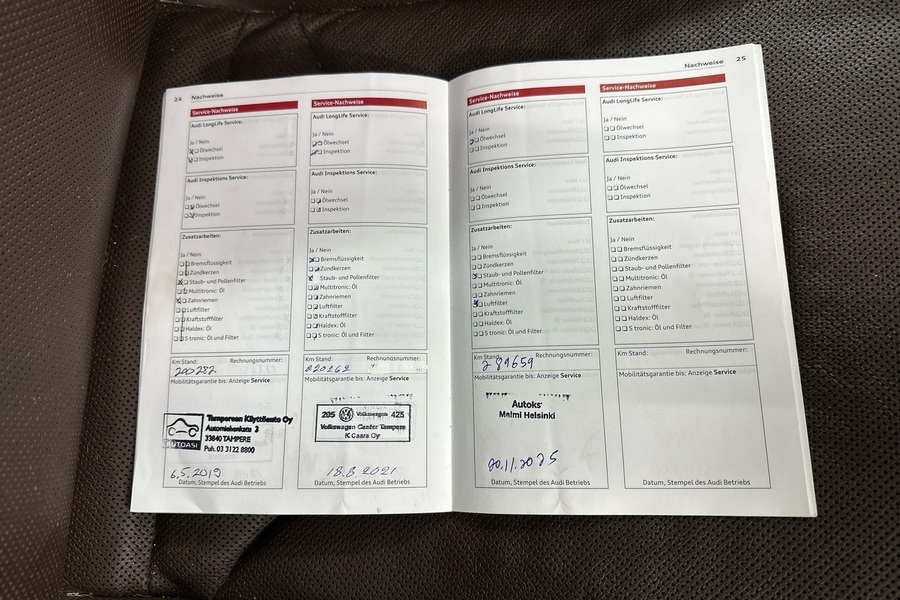 24 Nachweise
Service-Nachweise
Audi LongLife Service:
Ja / Nein
Ölwechsel
Inspektion
Audi Inspektions Service:
Ja / Nein
Ölwechsel
Inspektion
Zusatzarbeiten:
Ja / Nein
Bremsflüssigkeit
Zündkerzen
Staub- und Pollenfilter
Multitronic: Öl
Zahnriemen
Luftfilter
Kraftstofffilter
Haldex: Öl
S tronic: Öl und Filter
Km Stand: Rechnungsnummer:
200282
Mobilitätsgarantie bis: Anzeige Service
AUTOASI
Tampereen Käyttöauto Oy
Automiehenkatu 3
33840 TAMPERE
Puh. 03 3122 8800
6.5.2019
Datum, Stempel des Audi Betriebs
Service-Nachweise
Audi LongLife Service:
Ja / Nein
Ölwechsel
Inspektion
Audi Inspektions Service:
Ja / Nein
Ölwechsel
Inspektion
Zusatzarbeiten:
Ja / Nein
Bremsflüssigkeit
Zündkerzen
Staub- und Pollenfilter
Multitronic: Öl
Zahnriemen
Luftfilter
Kraftstofffilter
Haldex: Öl
S tronic: Öl und Filter
Km Stand: Rechnungsnummer:
220262
Mobilitätsgarantie bis: Anzeige Service
205 Volkswagen 425
Volkswagen Center Tampere
K Caara Oy
18.8.2021
Datum, Stempel des Audi Betriebs
Nachweise 25
Service-Nachweise
Audi LongLife Service:
Ja / Nein
Ölwechsel
Inspektion
Audi Inspektions Service:
Ja / Nein
Ölwechsel
Inspektion
Zusatzarbeiten:
Ja / Nein
Bremsflüssigkeit
Zündkerzen
Staub- und Pollenfilter
Multitronic: Öl
Zahnriemen
Luftfilter
Kraftstofffilter
Haldex: Öl
S tronic: Öl und Filter
Km Stand: Rechnungsnummer:
289659
Mobilitätsgarantie bis: Anzeige Service
Autoks
Malmi Helsinki
20.11.2025
Datum, Stempel des Audi Betriebs
Service-Nachweise
Audi LongLife Service:
Ja / Nein
Ölwechsel
Inspektion
Audi Inspektions Service:
Ja / Nein
Ölwechsel
Inspektion
Zusatzarbeiten:
Ja / Nein
Bremsflüssigkeit
Zündkerzen
Staub- und Pollenfilter
Multitronic: Öl
Zahnriemen
Luftfilter
Kraftstofffilter
Haldex: Öl
S tronic: Öl und Filter
Km Stand: Rechnungsnummer:
Mobilitätsgarantie bis: Anzeige Service
Datum, Stempel des Audi Betriebs